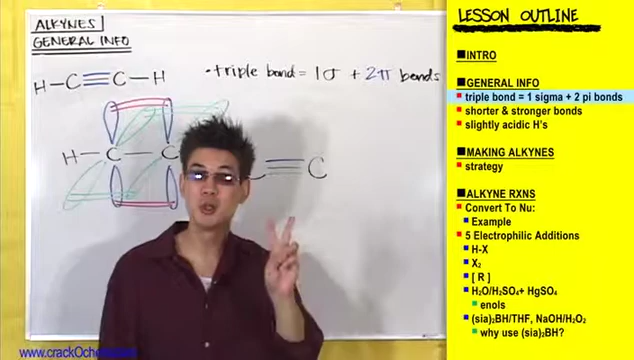 ALKYNES
GENERAL INFO
H-C≡C-H
• triple bond = 1σ + 2π bonds
H-C-C
C≡C
www.crackOchem
LESSON OUTLINE
INTRO
GENERAL INFO
triple bond = 1 sigma + 2 pi bonds
shorter & stronger bonds
slightly acidic H's
MAKING ALKYNES
strategy
ALKYNE RXNS
Convert To Nu:
Example
5 Electrophilic Additions
H-X
X₂
[ R ]
H₂O/H₂SO₄+ HgSO₄
enols
(sia)₂BH/THF, NaOH/H₂O₂
why use (sia)₂BH?